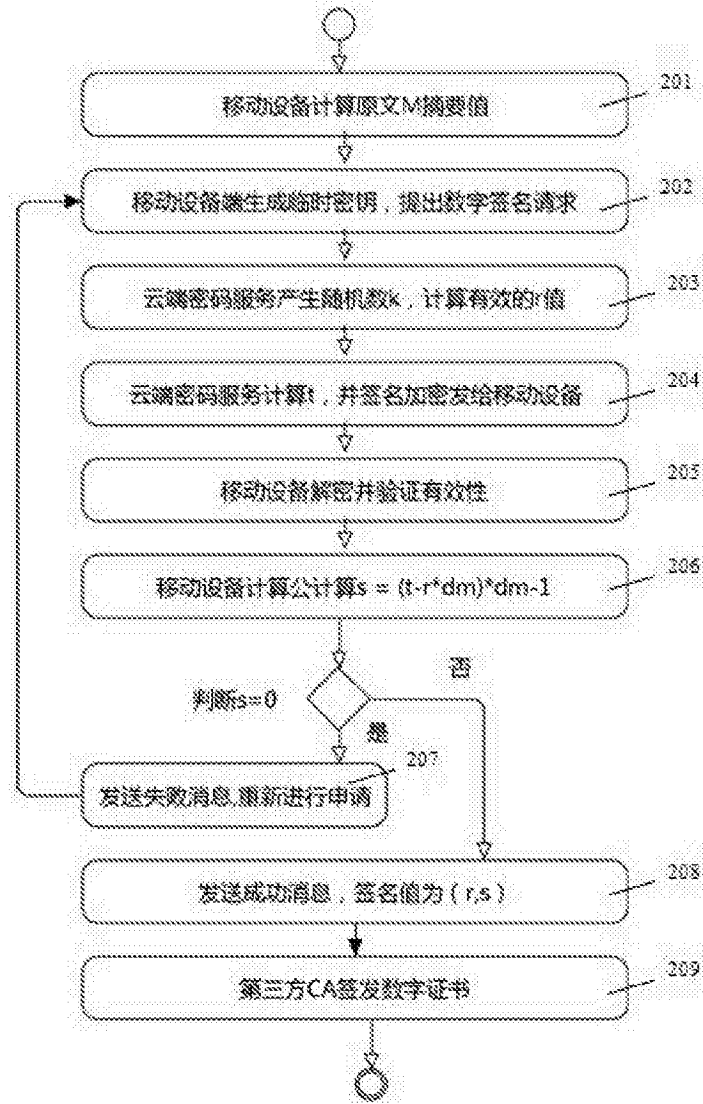 201
移动设备计算原文M摘要值
202
移动设备端生成临时密钥，提出数字签名请求
203
云端密码服务产生随机数k，计算有效的r值
204
云端密码服务计算t，并签名加密发给移动设备
205
移动设备解密并验证有效性
206
移动设备计算公计算s = (t-r*dm)*dm-1
否
判断s=0
是
207
发送失败消息,重新进行申请
208
发送成功消息，签名值为（r,s）
209
第三方CA签发数字证书